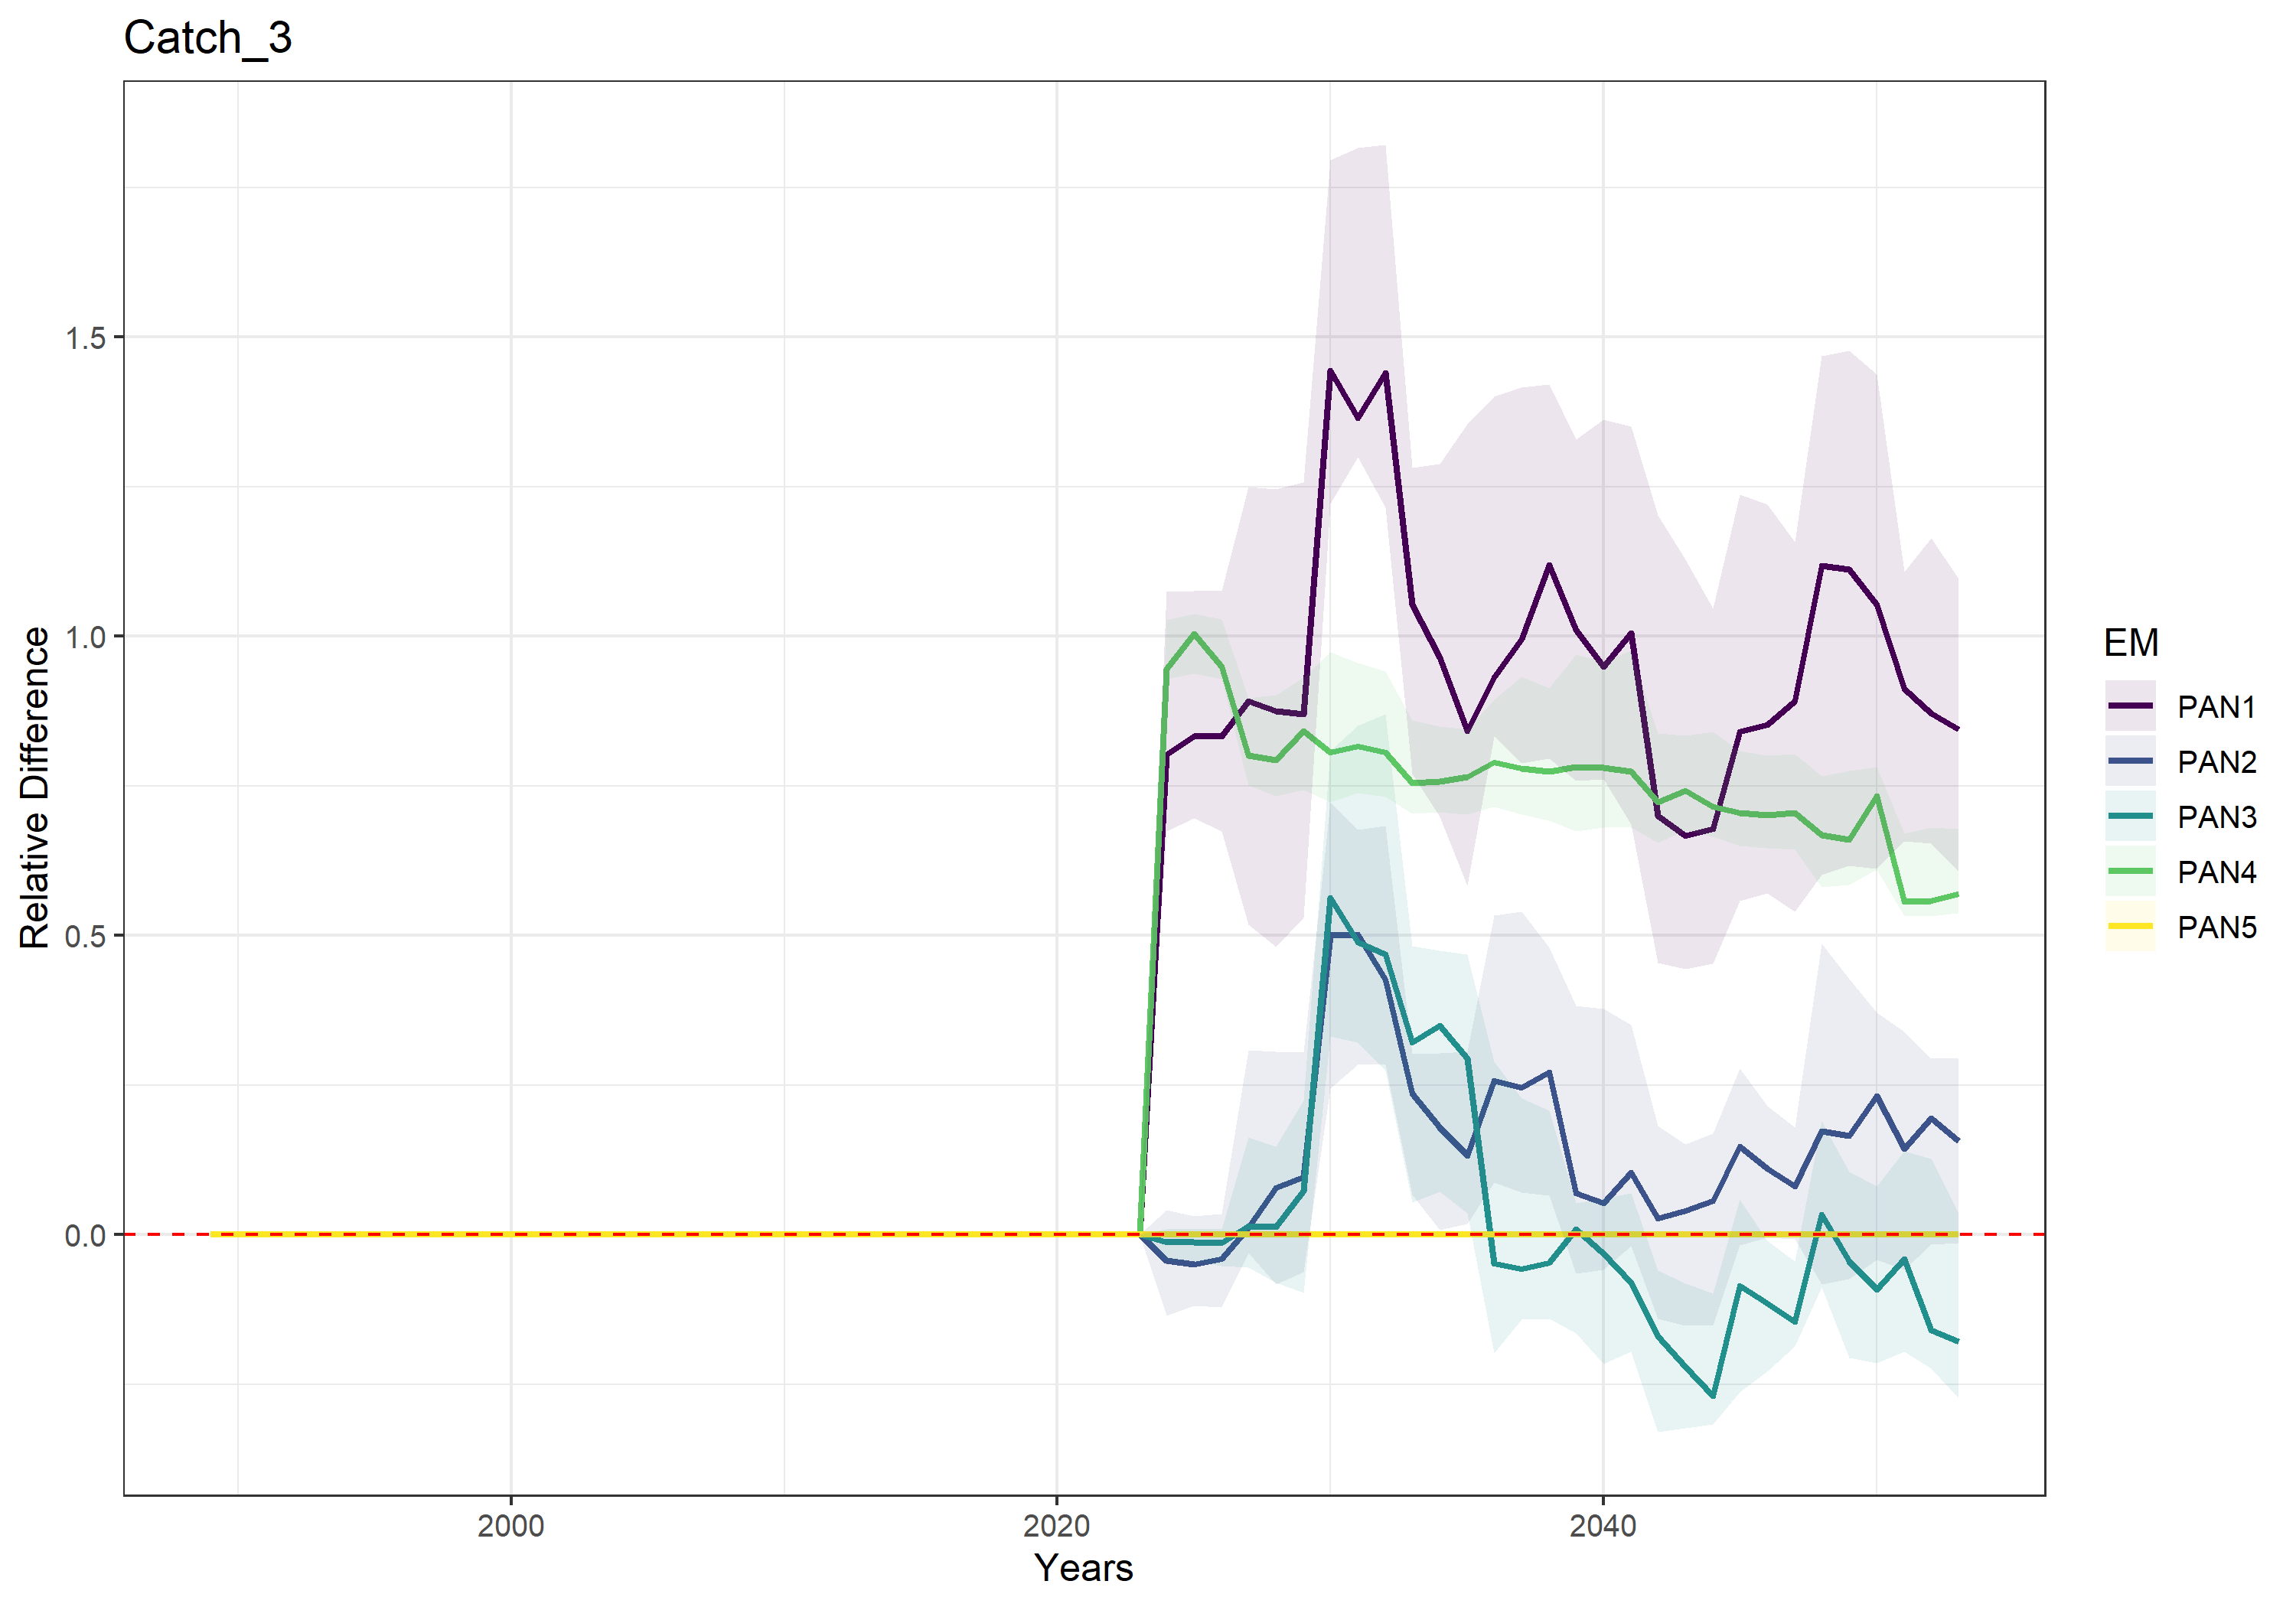 Catch_3
Relative Difference
1.5
1.0
0.5
0.0
2000
2020
2040
Years
EM
PAN1
PAN2
PAN3
PAN4
PAN5